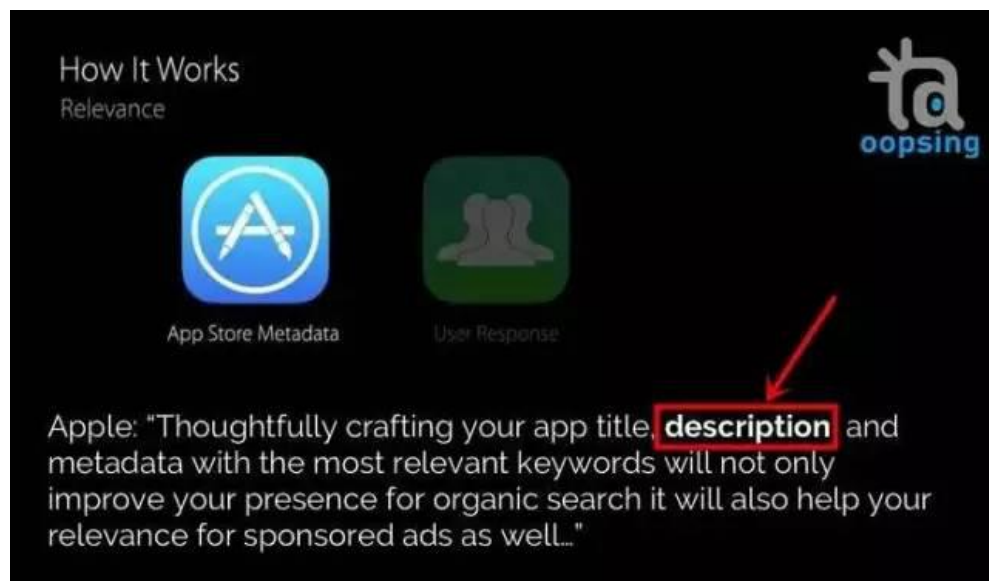 How It Works
Relevance
oopsing
App Store Metadata
User Response
Apple: “Thoughtfully crafting your app title, description and
metadata with the most relevant keywords will not only
improve your presence for organic search it will also help your
relevance for sponsored ads as well…”